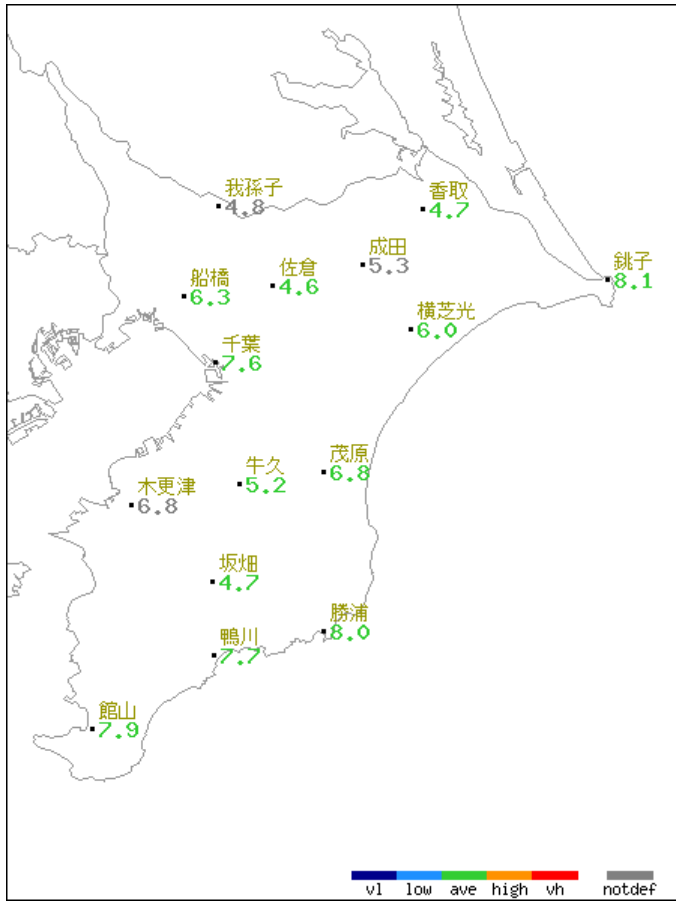 我孫子
4.8
香取
4.7
成田
5.3
佐倉
4.6
船橋
6.3
銚子
8.1
横芝光
6.0
千葉
7.6
茂原
6.8
牛久
5.2
木更津
6.8
坂畑
4.7
勝浦
8.0
鴨川
7.7
館山
7.9
vl low ave high vh notdef